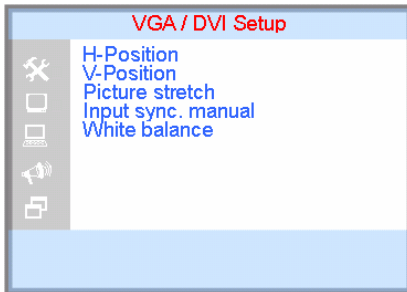 VGA / DVI Setup
H-Position
V-Position
Picture stretch
Input sync. manual
White balance